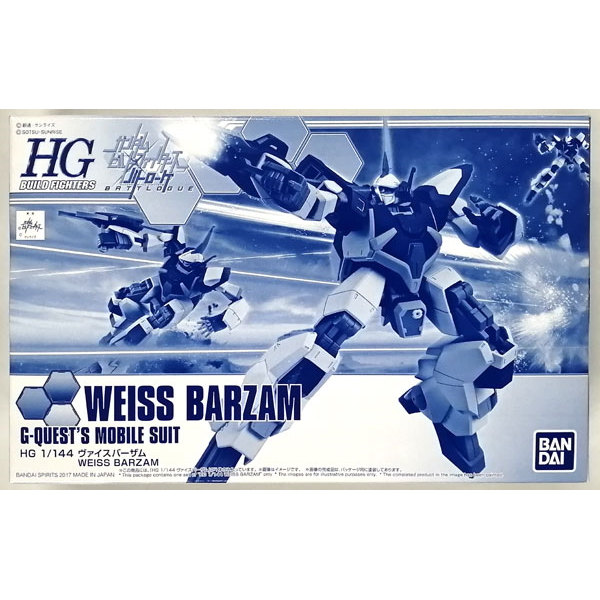 ©創通・サンライズ
©SOTSU・SUNRISE
HG
BUILD FIGHTERS
ガンダム
ビルドファイターズ
バトローグ
BATTLOGUE
WEISS BARZAM
G-QUEST'S MOBILE SUIT
HG 1/144 ヴァイスバーザム
WEISS BARZAM
BANDAI SPIRITS 2017 MADE IN JAPAN
BAN
DAI